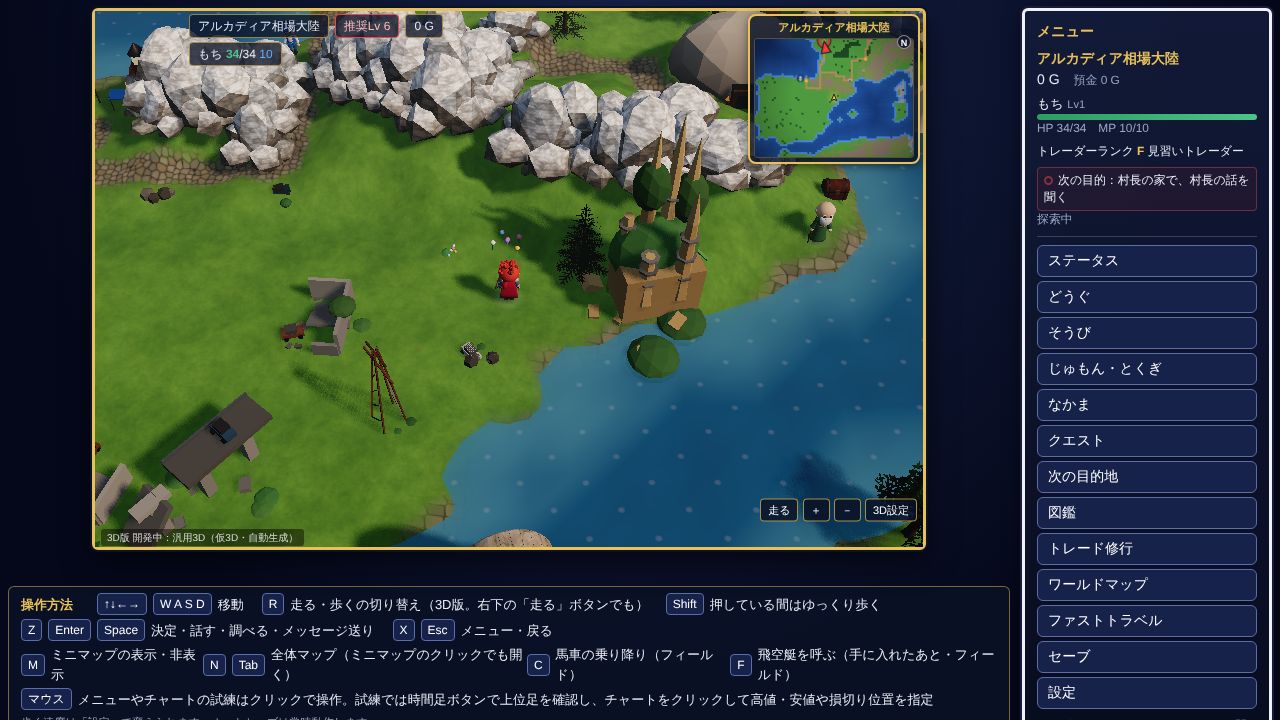 アルカディア相場大陸 推奨Lv 6 0 G
もち 34/34 10
アルカディア相場大陸
N
走る + − 3D設定
3D版 開発中：汎用3D（仮3D・自動生成）
メニュー
アルカディア相場大陸
0 G 預金 0 G
もち Lv1
HP 34/34 MP 10/10
トレーダーランク F 見習いトレーダー
次の目的：村長の家で、村長の話を
聞く
探索中
ステータス
どうぐ
そうび
じゅもん・とくぎ
なかま
クエスト
次の目的地
図鑑
トレード修行
ワールドマップ
ファストトラベル
セーブ
設定
操作方法 ↑↓←→ W A S D 移動 R 走る・歩くの切り替え（3D版。右下の「走る」ボタンでも） Shift 押している間はゆっくり歩く
Z Enter Space 決定・話す・調べる・メッセージ送り X Esc メニュー・戻る
M ミニマップの表示・非表示 N Tab 全体マップ（ミニマップのクリックでも開く） C 馬車の乗り降り（フィールド） F 飛空艇を呼ぶ（手に入れたあと・フィールド）
マウス メニューやチャートの試練はクリックで操作。試練では時間足ボタンで上位足を確認し、チャートをクリックして高値・安値や損切り位置を指定